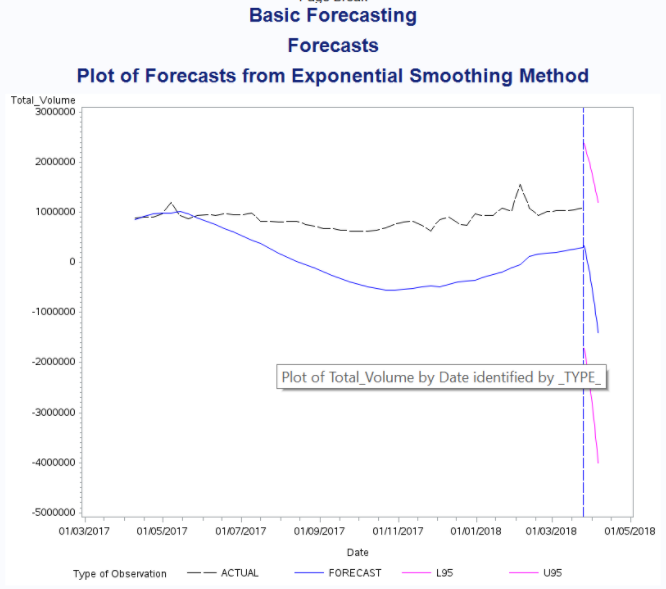 Page Break
Basic Forecasting
Forecasts
Plot of Forecasts from Exponential Smoothing Method
Total_Volume
3000000
2000000
1000000
0
-1000000
-2000000
Plot of Total_Volume by Date identified by _TYPE_
-3000000
-4000000
-5000000
01/03/2017 01/05/2017 01/07/2017 01/09/2017 01/11/2017 01/01/2018 01/03/2018 01/05/2018
Date
Type of Observation ACTUAL FORECAST L95 U95